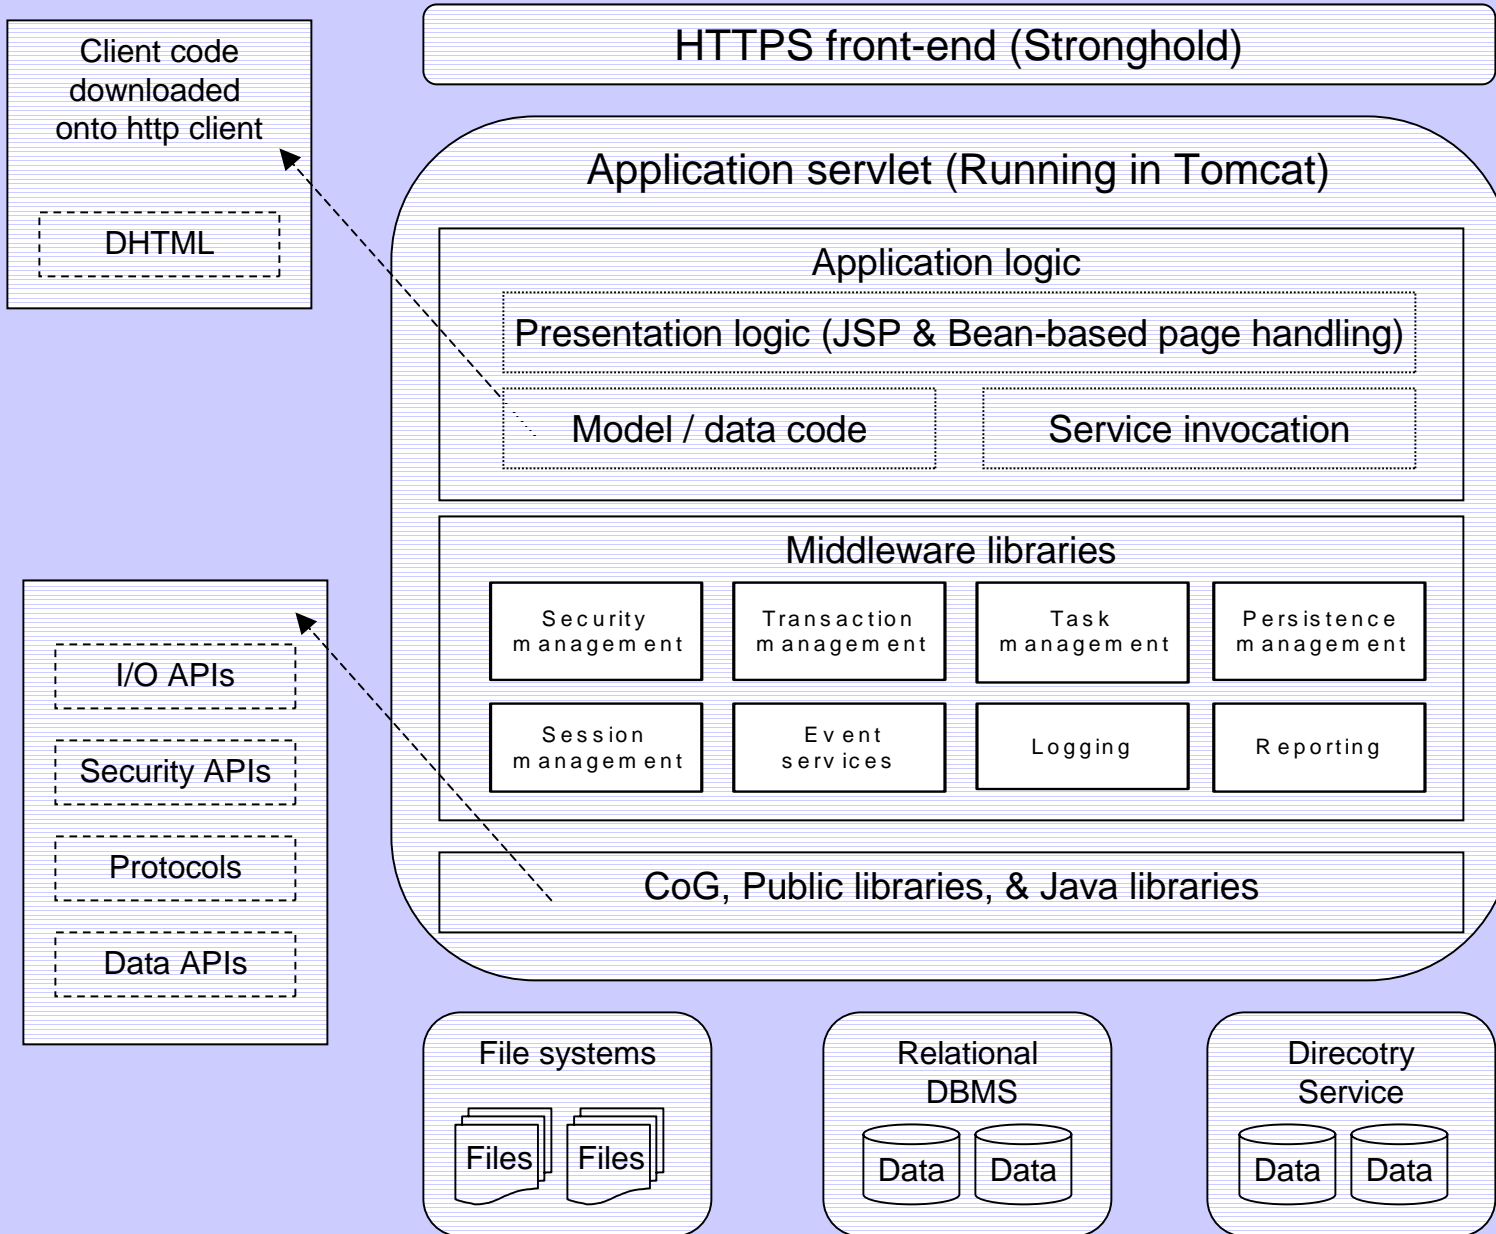 Client code
downloaded
onto http client
DHTML
HTTPS front-end (Stronghold)
Application servlet (Running in Tomcat)
Application logic
Presentation logic (JSP & Bean-based page handling)
Model / data code
Service invocation
Middleware libraries
Security
management
Transaction
management
Task
management
Persistence
management
Session
management
Event
services
Logging
Reporting
CoG, Public libraries, & Java libraries
I/O APIs
Security APIs
Protocols
Data APIs
File systems
Files
Files
Relational
DBMS
Data
Data
Direcotry
Service
Data
Data